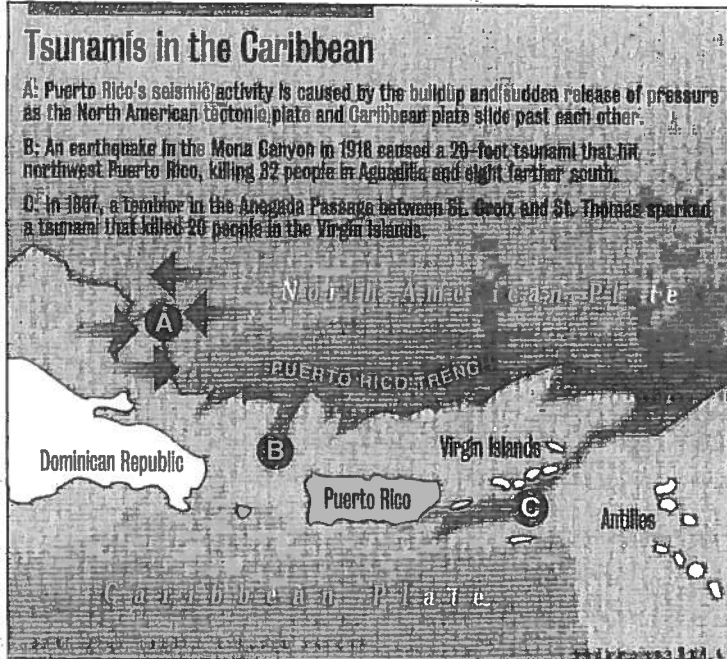 Tsunamis in the Caribbean
A: Puerto Rico's seismic activity is caused by the buildup and sudden release of pressure
as the North American tectonic plate and Caribbean plate slide past each other.
B: An earthquake in the Mona Canyon in 1918 caused a 20-foot tsunami that hit
northwest Puerto Rico, killing 32 people in Aguadilla and eight farther south.
C: In 1867, a temblor in the Anegada Passage between St. Croix and St. Thomas sparked
a tsunami that killed 20 people in the Virgin Islands.
North American Plate
A
PUERTO RICO TRENC
B
Virgin Islands
Dominican Republic
Puerto Rico
C
Antilles
Caribbean Plate